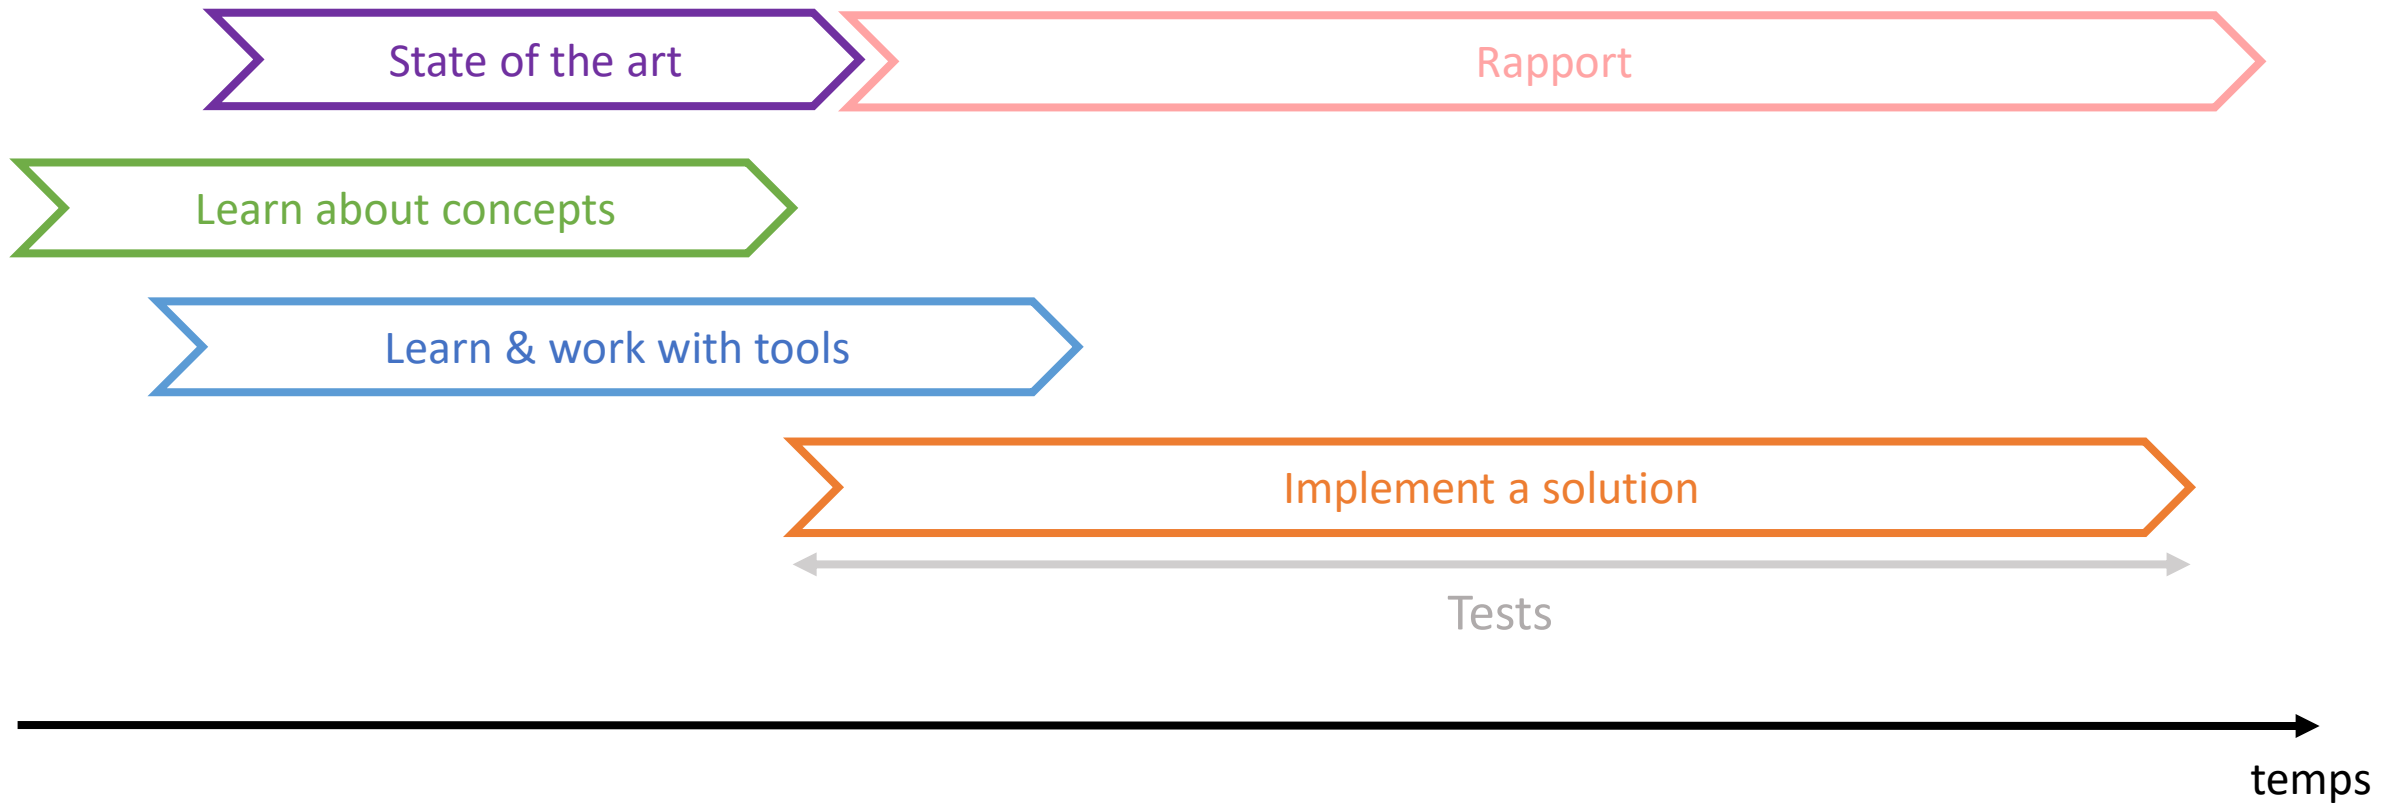 State of the art
Rapport
Learn about concepts
Learn & work with tools
Implement a solution
Tests
temps